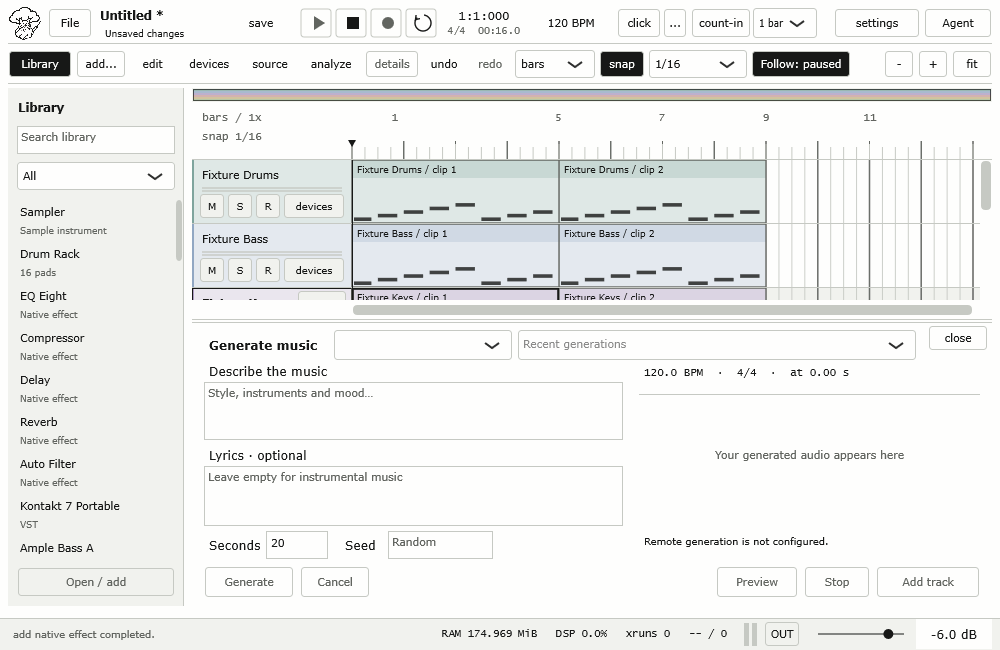 File
Untitled *
Unsaved changes
save
1:1:000
4/4 00:16.0
120 BPM
click
...
count-in
1 bar
settings
Agent
Library
add...
edit
devices
source
analyze
details
undo
redo
bars
snap
1/16
Follow: paused
-
+
fit
Library
Search library
All
Sampler
Sample instrument
Drum Rack
16 pads
EQ Eight
Native effect
Compressor
Native effect
Delay
Native effect
Reverb
Native effect
Auto Filter
Native effect
Kontakt 7 Portable
VST
Ample Bass A
Open / add
bars / 1x
snap 1/16
1
5
7
9
11
Fixture Drums
M
S
R
devices
Fixture Drums / clip 1
Fixture Drums / clip 2
Fixture Bass
M
S
R
devices
Fixture Bass / clip 1
Fixture Bass / clip 2
Fixture Keys / clip 1
Fixture Keys / clip 2
Generate music
Recent generations
close
Describe the music
Style, instruments and mood...
Lyrics · optional
Leave empty for instrumental music
Seconds
20
Seed
Random
Generate
Cancel
120.0 BPM · 4/4 · at 0.00 s
Your generated audio appears here
Remote generation is not configured.
Preview
Stop
Add track
add native effect completed.
RAM 174.969 MiB
DSP 0.0%
xruns 0
-- / 0
OUT
-6.0 dB